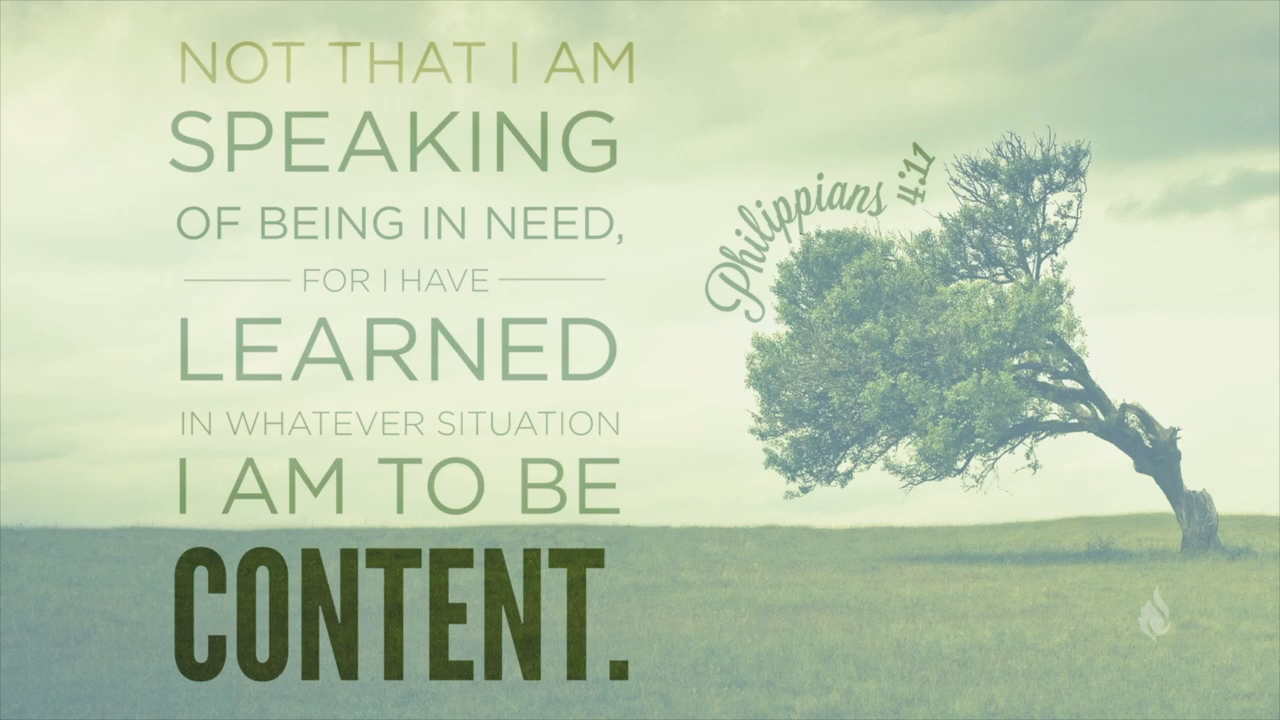 NOT THAT I AM
SPEAKING
OF BEING IN NEED,
FOR I HAVE
LEARNED
IN WHATEVER SITUATION
I AM TO BE
CONTENT.
Philippians 4:11